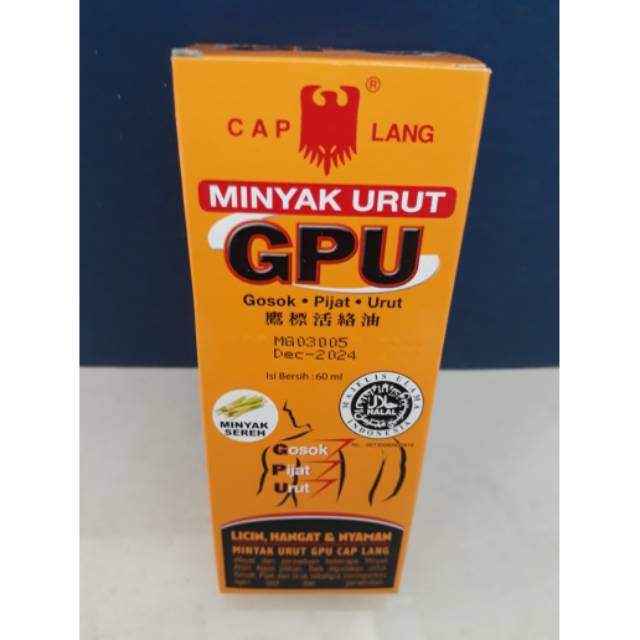 ®
CAP LANG
MINYAK URUT
GPU
Gosok • Pijat • Urut
鷹標活絡油
MG03005
Dec-2024
Isi Bersih : 60 ml
MINYAK
SEREH
MAJELIS ULAMA
HALAL
INDONESIA
Gosok
Pijat
Urut
LICIN, HANGAT & NYAMAN
MINYAK URUT GPU CAP LANG